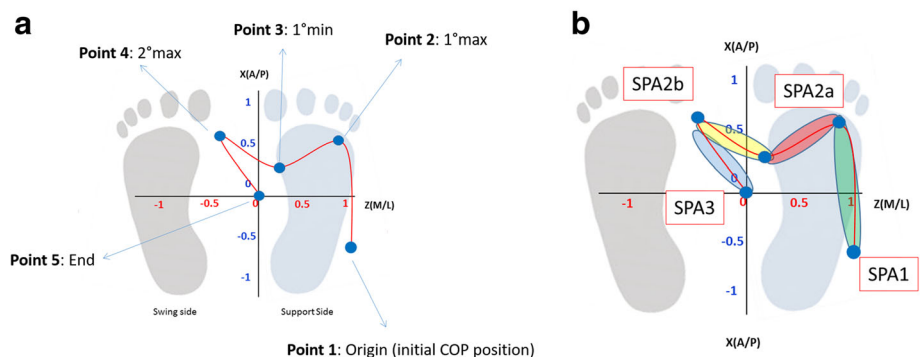 a
Point 3: 1°min
Point 4: 2°max
Point 2: 1°max
X(A/P)
1
0.5
0
-1
-0.5
0
0.5
1
Z(M/L)
-0.5
-1
Point 5: End
Swing side
Support Side
Point 1: Origin (initial COP position)
b
X(A/P)
1
SPA2b
SPA2a
0.5
0
SPA3
-1
0.5
1
Z(M/L)
-0.5
SPA1
-1
X(A/P)